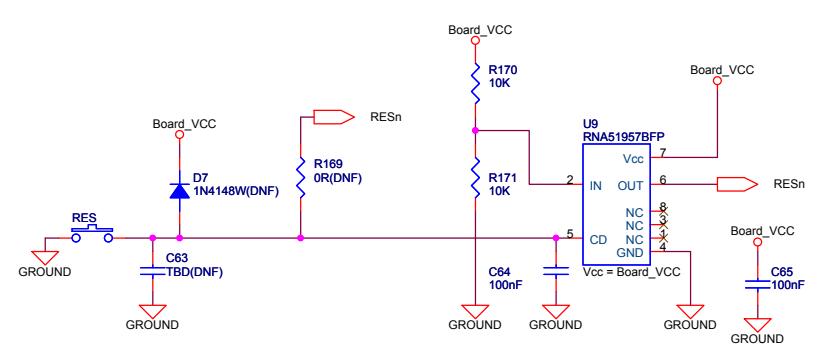 Board_VCC
R170
10K
Board_VCC
RESn
Board_VCC
U9
RNA51957BFP
D7
1N4148W(DNF)
R169
0R(DNF)
R171
10K
7
Vcc
2
IN
OUT
6
RESn
RES
8
NC
3
NC
1
NC
5
CD
4
GND
Board_VCC
GROUND
C63
TBD(DNF)
C64
100nF
Vcc = Board_VCC
C65
100nF
GROUND
GROUND
GROUND
GROUND
GROUND